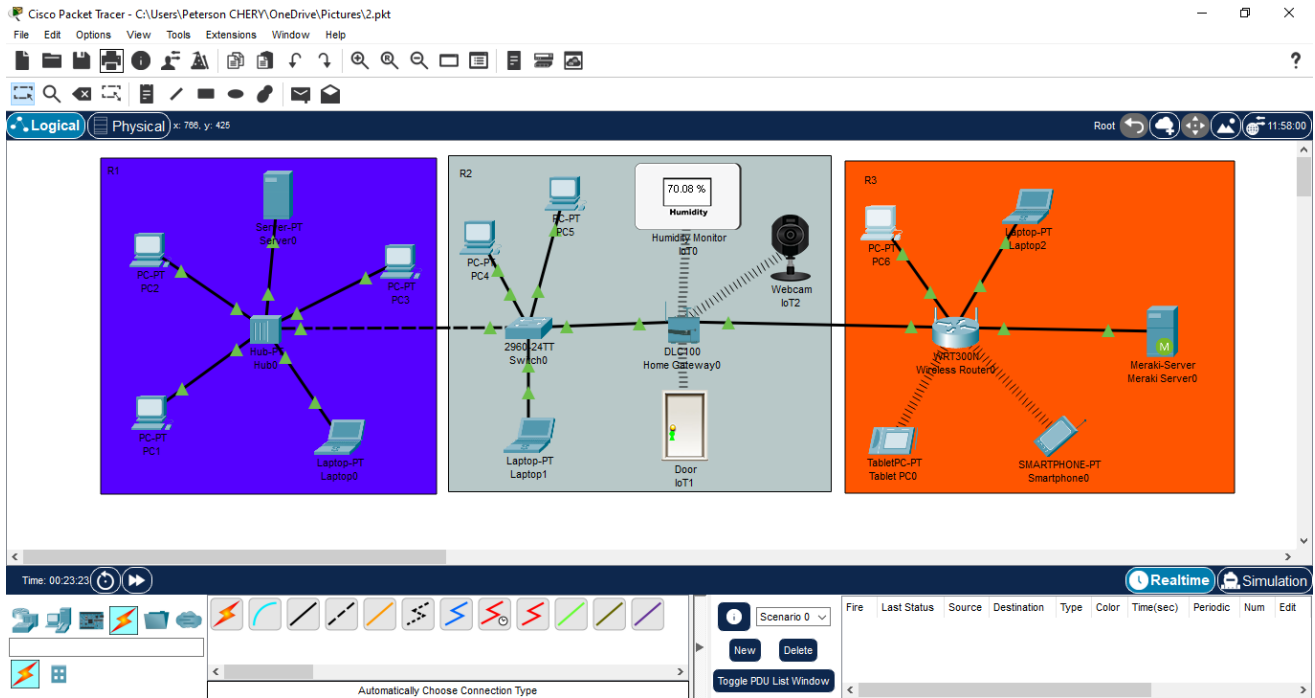 Cisco Packet Tracer - C:\Users\Peterson CHERY\OneDrive\Pictures\2.pkt
File Edit Options View Tools Extensions Window Help
?
Logical Physical x: 766, y: 425 Root 11:58:00
R1
Server-PT
Server0
PC-PT
PC2
PC-PT
PC3
Hub-PT
Hub0
PC-PT
PC1
Laptop-PT
Laptop0
R2
PC-PT
PC5
PC-PT
PC4
70.08 %
Humidity
Humidity Monitor
IoT0
Webcam
IoT2
2960-24TT
Switch0
DLC100
Home Gateway0
Laptop-PT
Laptop1
Door
IoT1
R3
PC-PT
PC6
Laptop-PT
Laptop2
WRT300N
Wireless Router0
M
Meraki-Server
Meraki Server0
TabletPC-PT
Tablet PC0
SMARTPHONE-PT
Smartphone0
Time: 00:23:23 Realtime Simulation
Scenario 0
New Delete
Toggle PDU List Window
Fire Last Status Source Destination Type Color Time(sec) Periodic Num Edit
Automatically Choose Connection Type